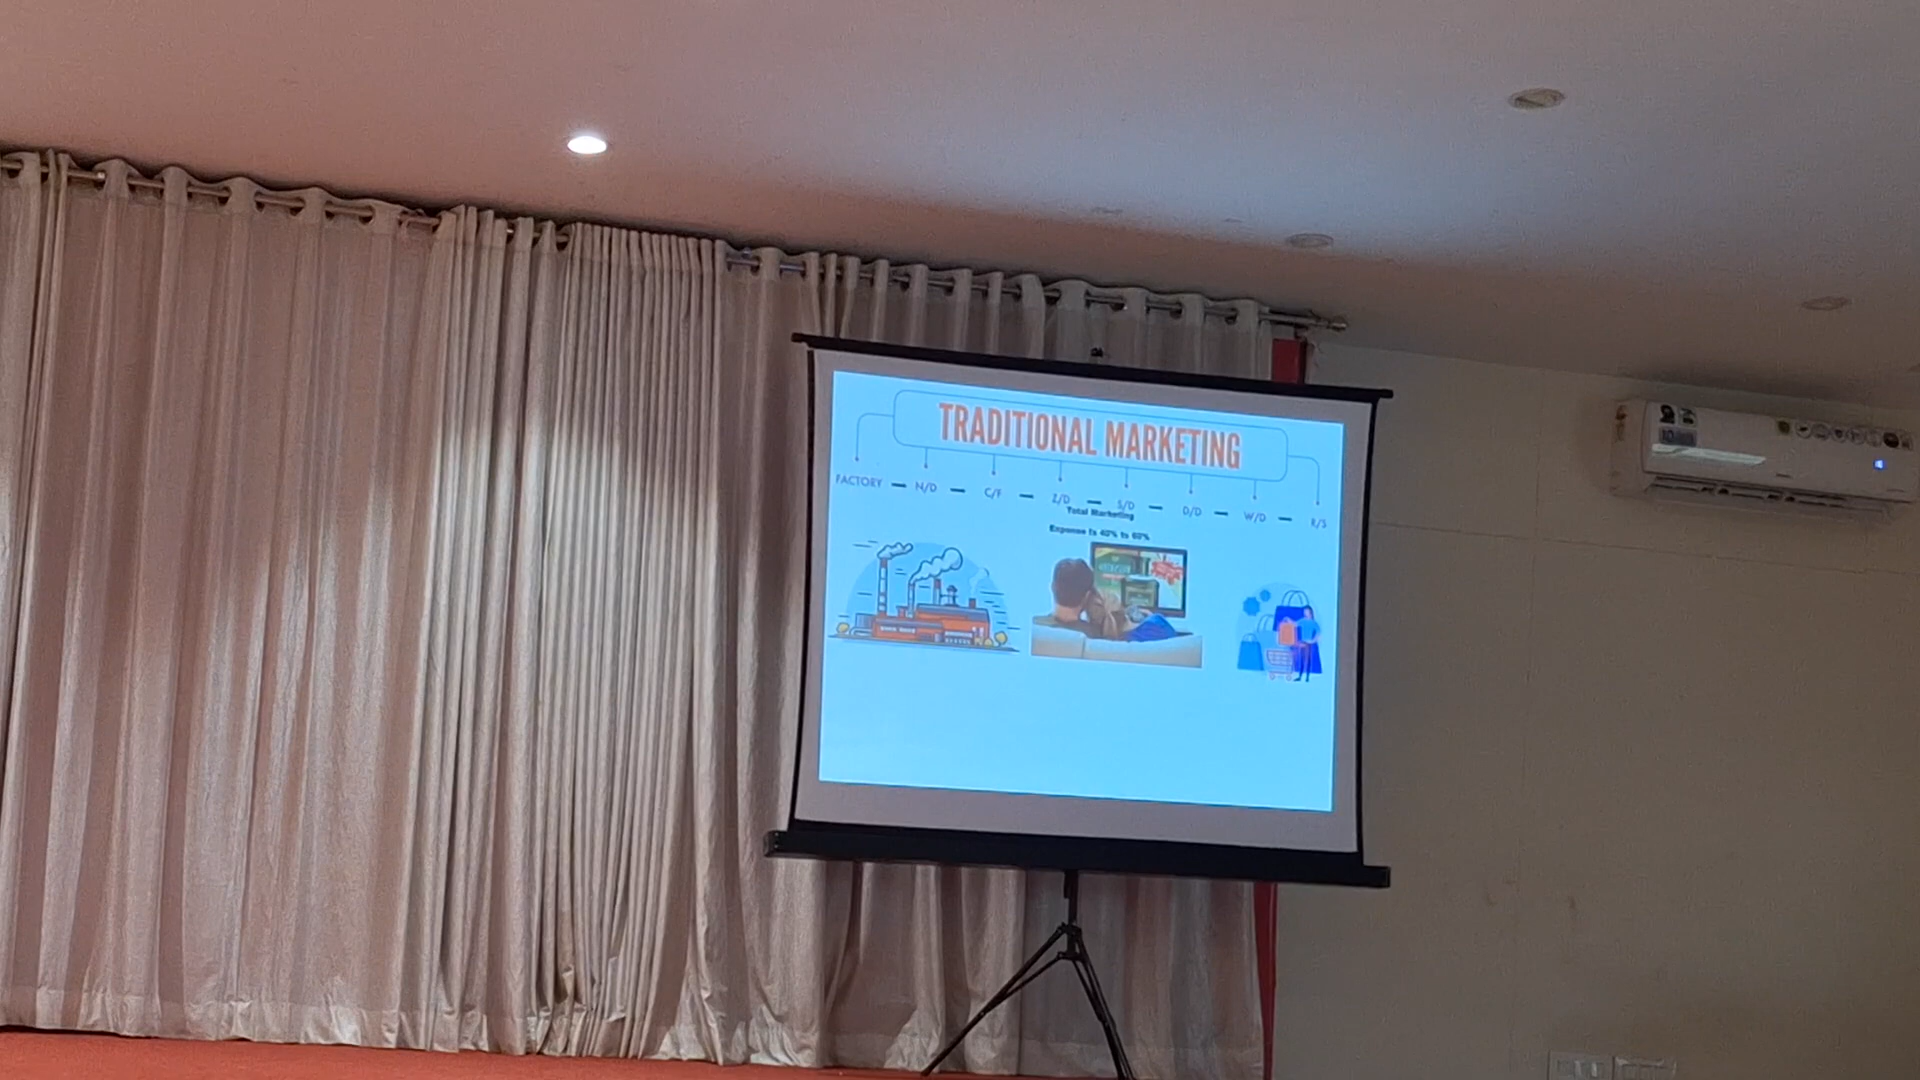 TRADITIONAL MARKETING
FACTORY — N/D — C/F — Z/D — S/D — D/D — W/D — R/S
Total Marketing
Expense is 40% to 60%